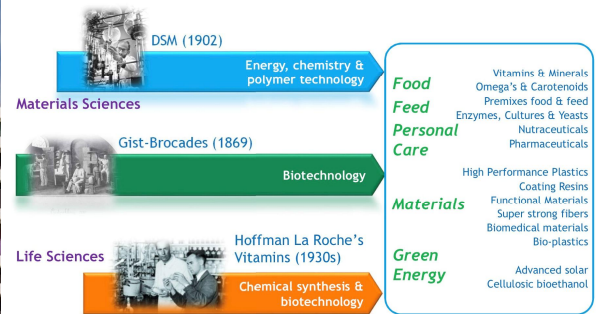 DSM (1902)
Energy, chemistry &
polymer technology
Materials Sciences
Gist-Brocades (1869)
Biotechnology
Life Sciences
Hoffman La Roche’s
Vitamins (1930s)
Chemical synthesis &
biotechnology
Food
Feed
Personal
Care
Vitamins & Minerals
Omega’s & Carotenoids
Premixes food & feed
Enzymes, Cultures & Yeasts
Nutraceuticals
Pharmaceuticals
Materials
High Performance Plastics
Coating Resins
Functional Materials
Super strong fibers
Biomedical materials
Bio-plastics
Green
Energy
Advanced solar
Cellulosic bioethanol